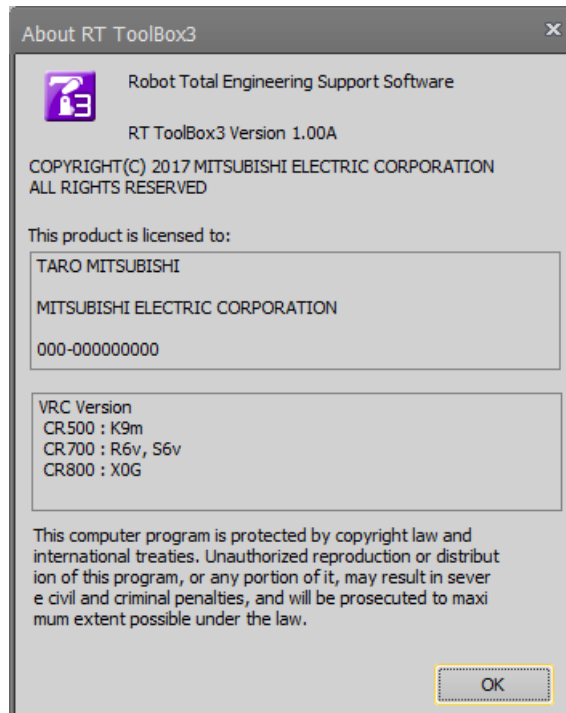 About RT ToolBox3
x
3
Robot Total Engineering Support Software
RT ToolBox3 Version 1.00A
COPYRIGHT(C) 2017 MITSUBISHI ELECTRIC CORPORATION
ALL RIGHTS RESERVED
This product is licensed to:
TARO MITSUBISHI
MITSUBISHI ELECTRIC CORPORATION
000-000000000
VRC Version
CR500 : K9m
CR700 : R6v, S6v
CR800 : X0G
This computer program is protected by copyright law and
international treaties. Unauthorized reproduction or distribut
ion of this program, or any portion of it, may result in sever
e civil and criminal penalties, and will be prosecuted to maxi
mum extent possible under the law.
OK